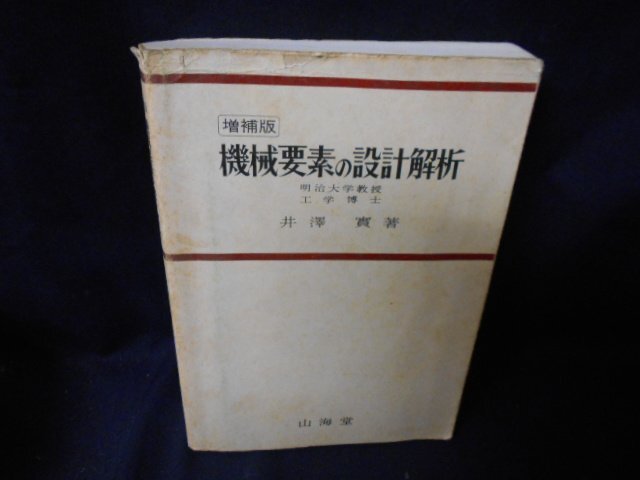 増補版
機械要素の設計解析
明治大学教授
工学博士
井澤實著
山海堂